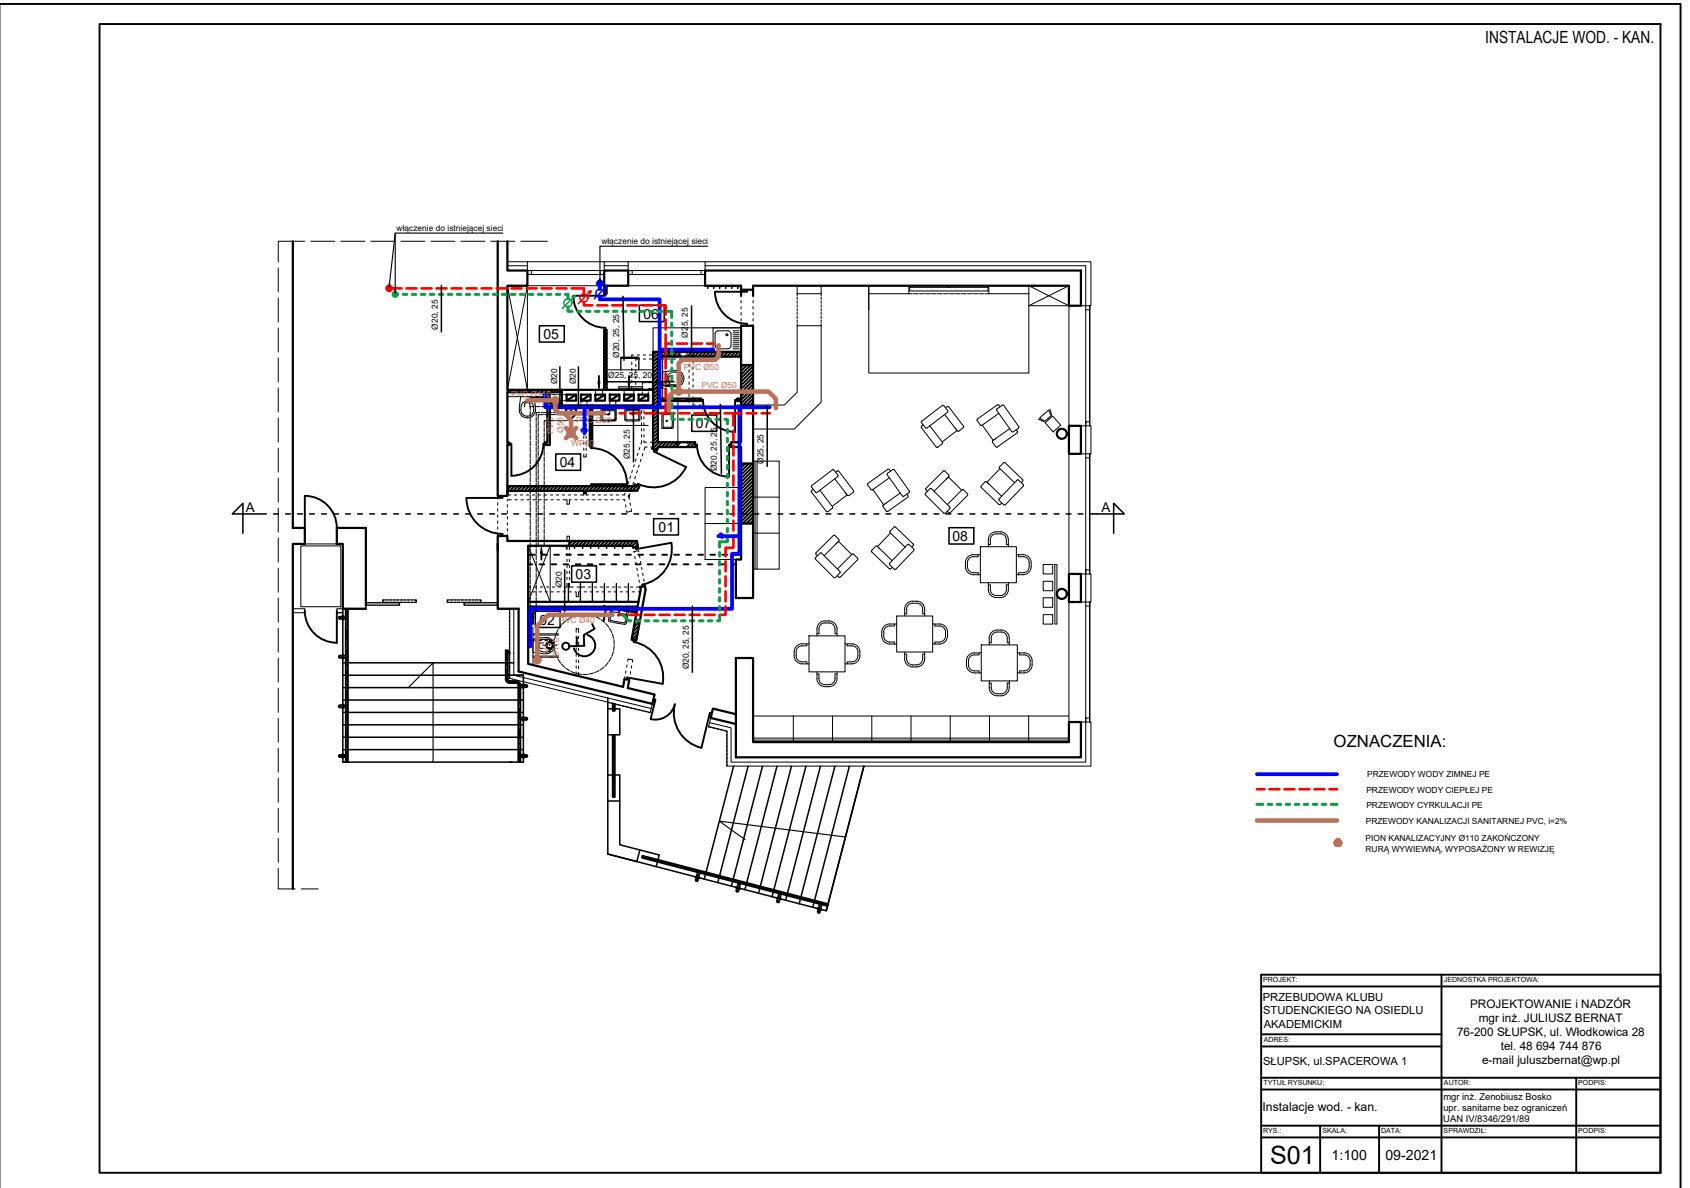 INSTALACJE WOD. - KAN.
włączenie do istniejącej sieci
włączenie do istniejącej sieci
Ø20, 25
Ø20, 25, 25
Ø25, 25
06
05
PVC Ø50
Ø25, 25, 20
Ø20
Ø20
PVC Ø50
07
Ø25, 25
Ø20, 25, 25
Ø25, 25
04
A
A
01
08
03
Ø20
02
PVC Ø40
Ø20, 25, 25
OZNACZENIA:
PRZEWODY WODY ZIMNEJ PE
PRZEWODY WODY CIEPŁEJ PE
PRZEWODY CYRKULACJI PE
PRZEWODY KANALIZACJI SANITARNEJ PVC, i=2%
PION KANALIZACYJNY Ø110 ZAKOŃCZONY
RURĄ WYWIEWNĄ, WYPOSAŻONY W REWIZJĘ
PROJEKT:
PRZEBUDOWA KLUBU
STUDENCKIEGO NA OSIEDLU
AKADEMICKIM
ADRES:
SŁUPSK, ul.SPACEROWA 1
JEDNOSTKA PROJEKTOWA:
PROJEKTOWANIE i NADZÓR
mgr inż. JULIUSZ BERNAT
76-200 SŁUPSK, ul. Włodkowica 28
tel. 48 694 744 876
e-mail juluszbernat@wp.pl
TYTUŁ RYSUNKU:
Instalacje wod. - kan.
AUTOR:
PODPIS:
mgr inż. Zenobiusz Bosko
upr. sanitarne bez ograniczeń
UAN IV/8346/291/89
RYS.:
SKALA:
DATA:
SPRAWDZIŁ:
PODPIS:
S01
1:100
09-2021